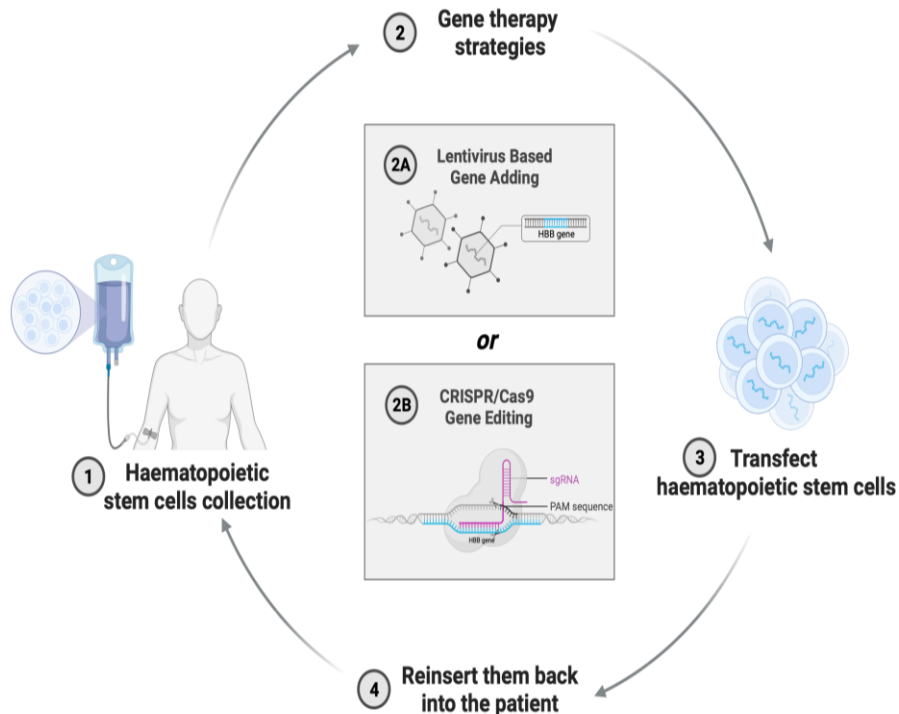 1
Haematopoietic
stem cells collection
2
Gene therapy
strategies
2A
Lentivirus Based
Gene Adding
HBB gene
or
2B
CRISPR/Cas9
Gene Editing
sgRNA
PAM sequence
HBB gene
3
Transfect
haematopoietic stem cells
4
Reinsert them back
into the patient